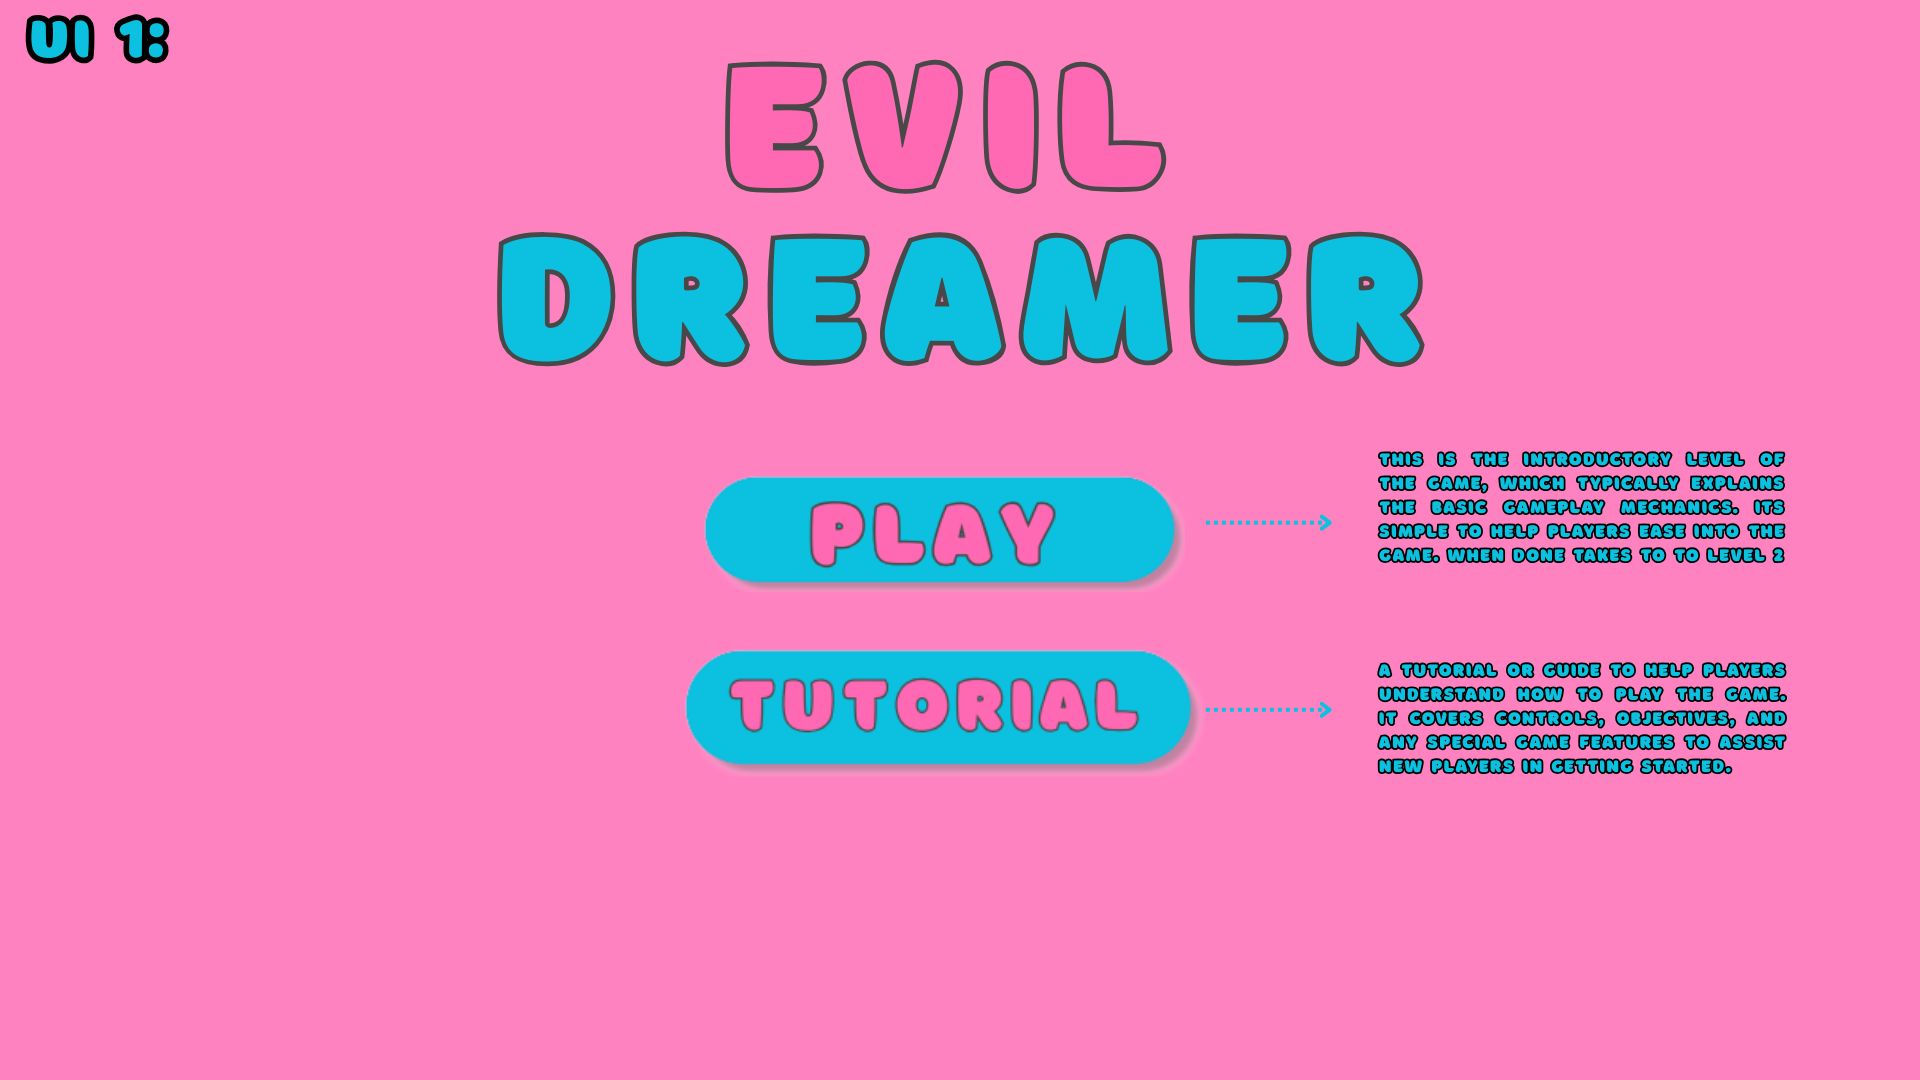 UI 1:
EVIL
DREAMER
PLAY
THIS IS THE INTRODUCTORY LEVEL OF
THE GAME, WHICH TYPICALLY EXPLAINS
THE BASIC GAMEPLAY MECHANICS. ITS
SIMPLE TO HELP PLAYERS EASE INTO THE
GAME. WHEN DONE TAKES TO TO LEVEL 2
TUTORIAL
A TUTORIAL OR GUIDE TO HELP PLAYERS
UNDERSTAND HOW TO PLAY THE GAME.
IT COVERS CONTROLS, OBJECTIVES, AND
ANY SPECIAL GAME FEATURES TO ASSIST
NEW PLAYERS IN GETTING STARTED.